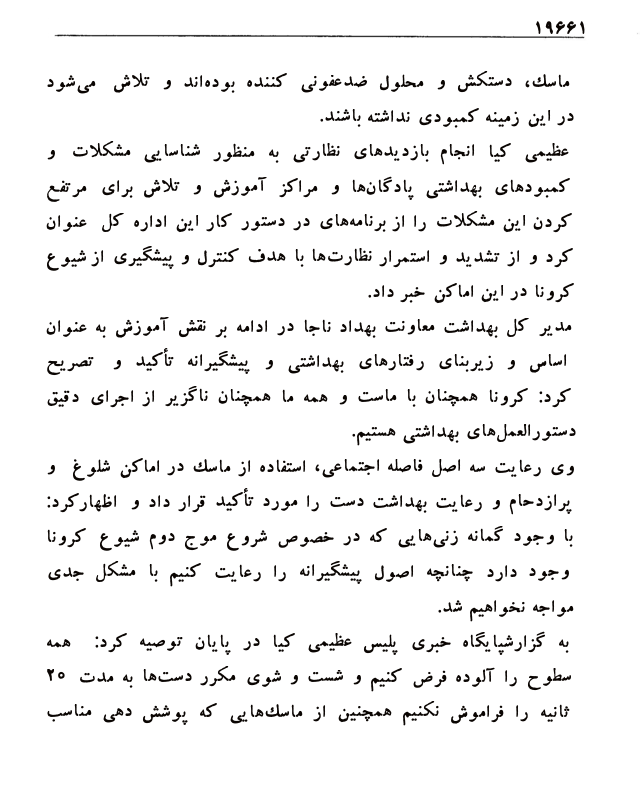 ۱۹۶۶۱
ماسك، دستکش و محلول ضدعفونی کننده بوده‌اند و تلاش می‌شود
در این زمینه کمبودی نداشته باشند.
عظیمی کیا انجام بازدیدهای نظارتی به منظور شناسایی مشکلات و
کمبودهای بهداشتی پادگان‌ها و مراکز آموزش و تلاش برای مرتفع
کردن این مشکلات را از برنامه‌های در دستور کار این اداره کل عنوان
کرد و از تشدید و استمرار نظارت‌ها با هدف کنترل و پیشگیری از شیوع
کرونا در این اماکن خبر داد.
مدیر کل بهداشت معاونت بهداد ناجا در ادامه بر نقش آموزش به عنوان
اساس و زیربنای رفتارهای بهداشتی و پیشگیرانه تأکید و تصریح
کرد: کرونا همچنان با ماست و همه ما همچنان ناگزیر از اجرای دقیق
دستورالعمل‌های بهداشتی هستیم.
وی رعایت سه اصل فاصله اجتماعی، استفاده از ماسك در اماکن شلوغ و
پرازدحام و رعایت بهداشت دست را مورد تأکید قرار داد و اظهارکرد:
با وجود گمانه زنی‌هایی که در خصوص شروع موج دوم شیوع کرونا
وجود دارد چنانچه اصول پیشگیرانه را رعایت کنیم با مشکل جدی
مواجه نخواهیم شد.
به گزارشپایگاه خبری پلیس عظیمی کیا در پایان توصیه کرد: همه
سطوح را آلوده فرض کنیم و شست و شوی مکرر دست‌ها به مدت ۲۰
ثانیه را فراموش نکنیم همچنین از ماسك‌هایی که پوشش دهی مناسب